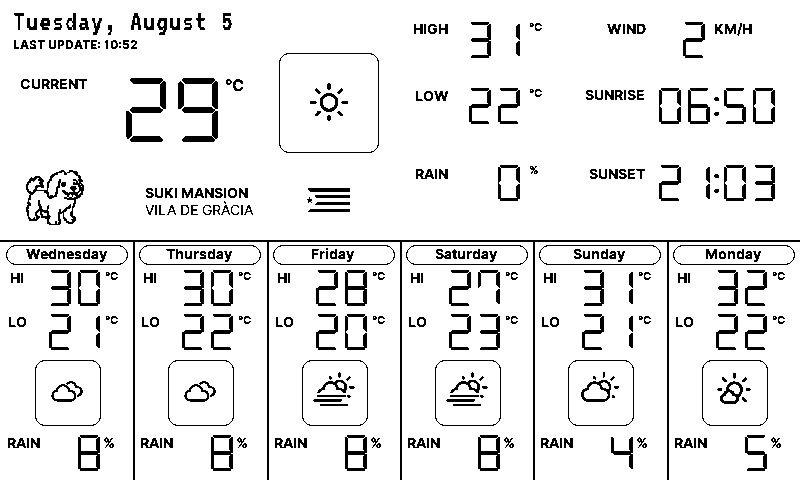 Tuesday, August 5
LAST UPDATE: 10:52
CURRENT 29 °C
HIGH 31 °C
WIND 2 KM/H
LOW 22 °C
SUNRISE 06:50
RAIN 0 %
SUNSET 21:03
SUKI MANSION
VILA DE GRÀCIA
Wednesday
HI 30 °C
LO 21 °C
RAIN 8 %
Thursday
HI 30 °C
LO 22 °C
RAIN 8 %
Friday
HI 28 °C
LO 20 °C
RAIN 8 %
Saturday
HI 27 °C
LO 23 °C
RAIN 8 %
Sunday
HI 31 °C
LO 21 °C
RAIN 4 %
Monday
HI 32 °C
LO 22 °C
RAIN 5 %